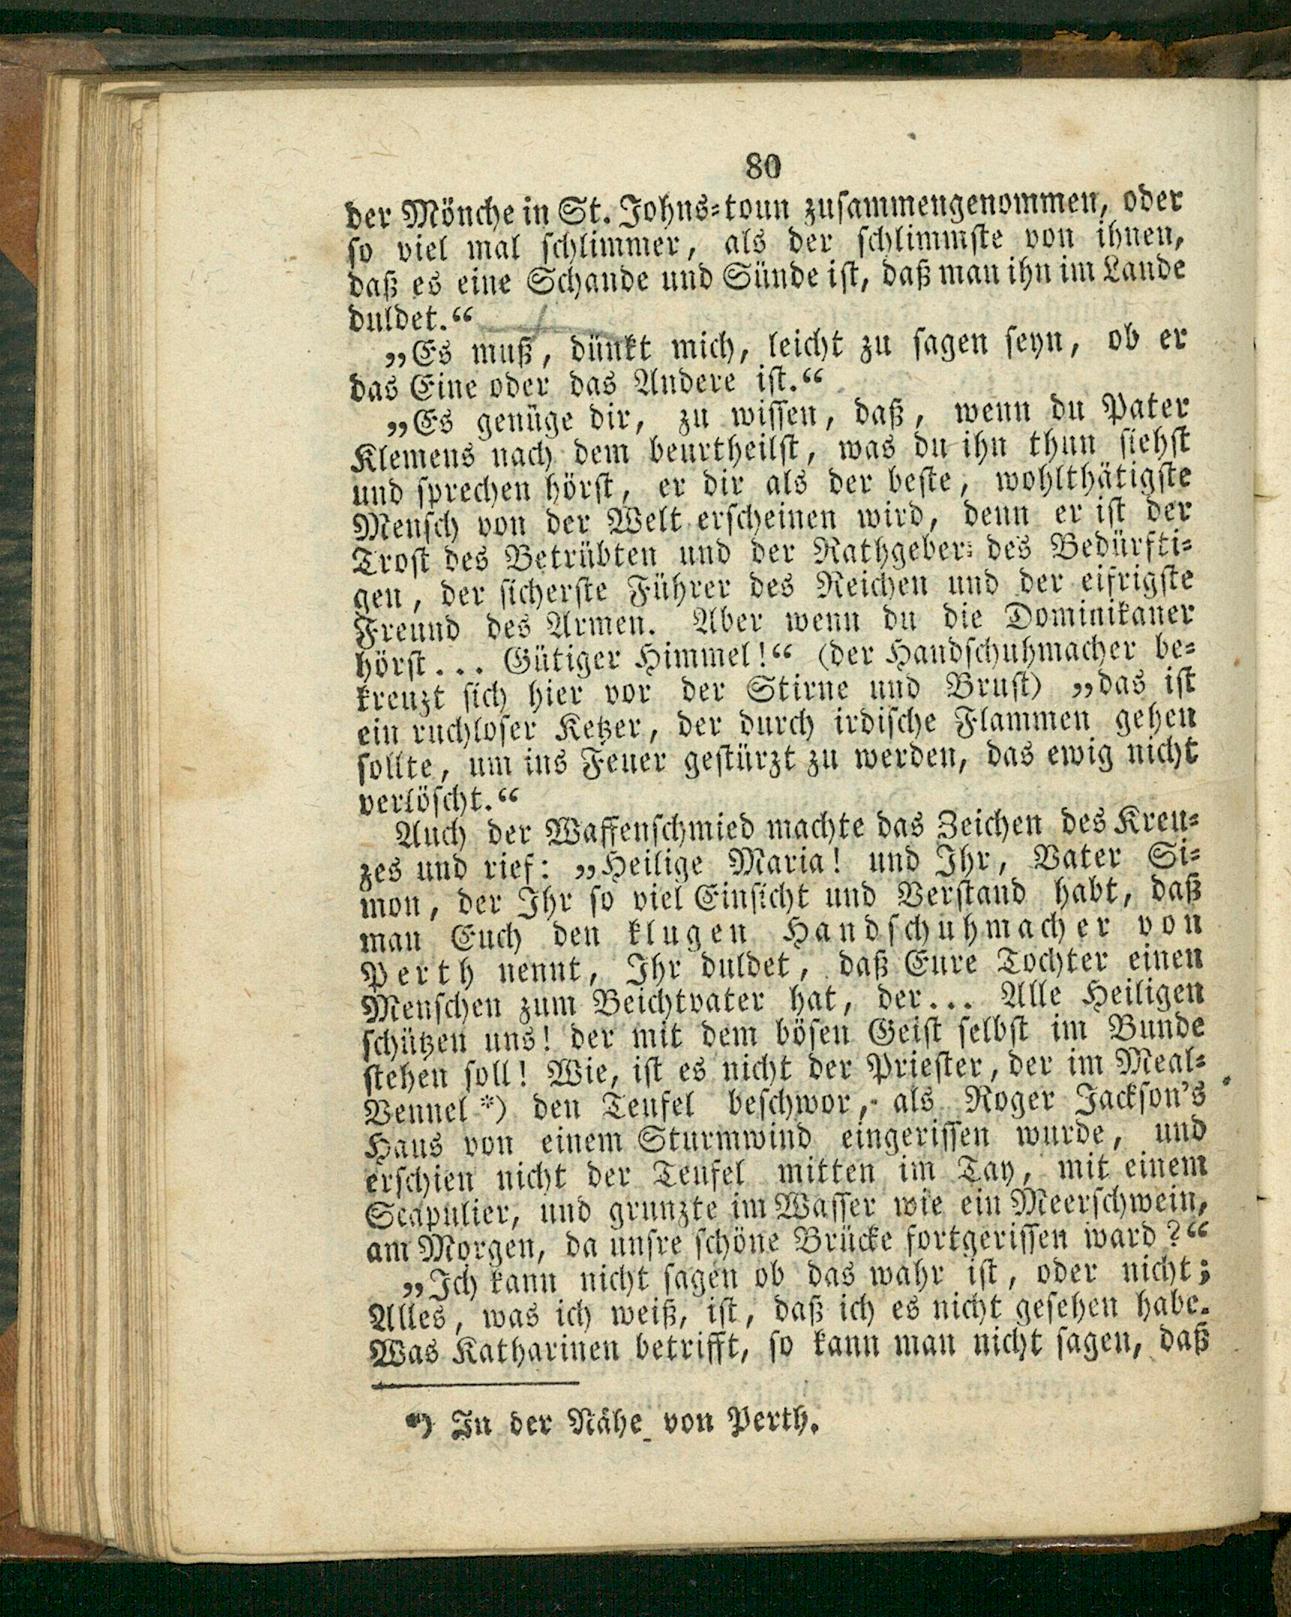 80
der Mönche in St. Johns-toun zusammengenommen, oder
so viel mal schlimmer, als der schlimmste von ihnen,
daß es eine Schande und Sünde ist, daß man ihn im Lande
duldet.“
„Es muß, dünkt mich, leicht zu sagen seyn, ob er
das Eine oder das Andere ist.“
„Es genüge dir, zu wissen, daß, wenn du Pater
Klemens nach dem beurtheilst, was du ihn thun siehst
und sprechen hörst, er dir als der beste, wohlthätigste
Mensch von der Welt erscheinen wird, denn er ist der
Trost des Betrübten und der Rathgeber des Bedürfti-
gen, der sicherste Führer des Reichen und der eifrigste
Freund des Armen. Aber wenn du die Dominikaner
hörst... Gütiger Himmel!“ (der Handschuhmacher be-
kreuzt sich hier vor der Stirne und Brust) „das ist
ein ruchloser Ketzer, der durch irdische Flammen gehen
sollte, um ins Feuer gestürzt zu werden, das ewig nicht
verlöscht.“
Auch der Waffenschmied machte das Zeichen des Kreu-
zes und rief: „Heilige Maria! und Ihr, Vater Si-
mon, der Ihr so viel Einsicht und Verstand habt, daß
man Euch den klugen Handschuhmacher von
Perth nennt, Ihr duldet, daß Eure Tochter einen
Menschen zum Beichtvater hat, der... Alle Heiligen
schützen uns! der mit dem bösen Geist selbst im Bunde
stehen soll! Wie, ist es nicht der Priester, der im Meal-
Vennel *) den Teufel beschwor, als Roger Jackson's
Haus von einem Sturmwind eingerissen wurde, und
erschien nicht der Teufel mitten im Tay, mit einem
Scapulier, und grunzte im Wasser wie ein Meerschwein,
am Morgen, da unsre schöne Brücke fortgerissen ward?“
„Ich kann nicht sagen ob das wahr ist, oder nicht;
Alles, was ich weiß, ist, daß ich es nicht gesehen habe.
Was Katharinen betrifft, so kann man nicht sagen, daß
*) In der Nähe von Perth.